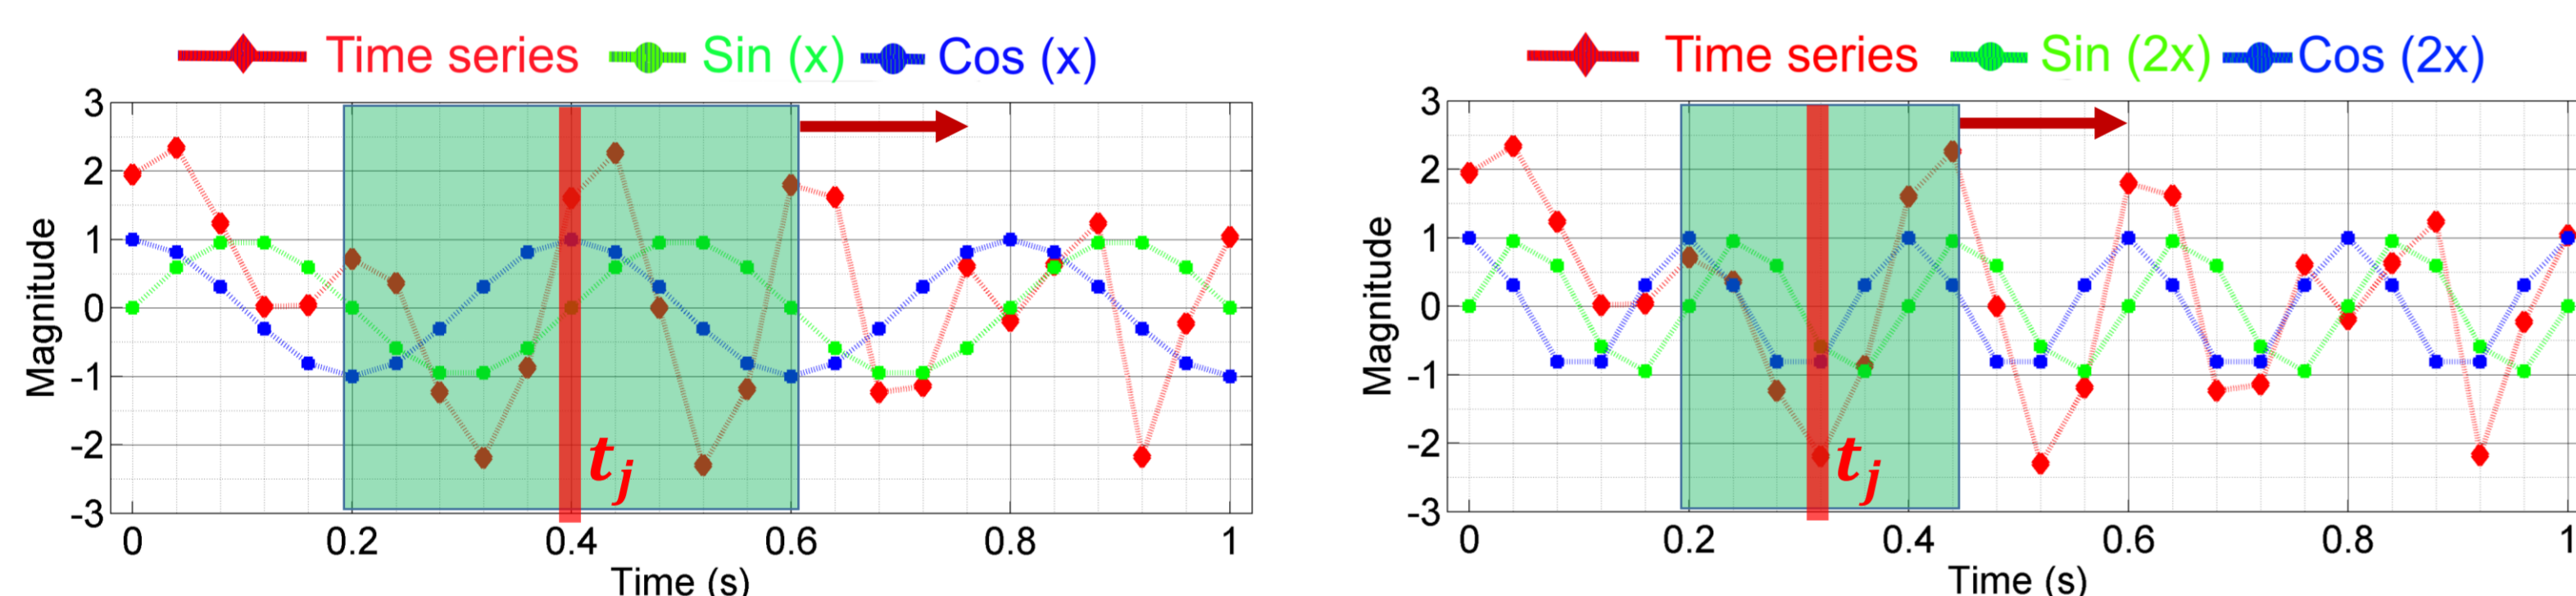 Time series Sin (x) Cos (x)
3
2
1
0
-1
-2
-3
Magnitude
t_j
0 0.2 0.4 0.6 0.8 1
Time (s)
Time series Sin (2x) Cos (2x)
3
2
1
0
-1
-2
-3
Magnitude
t_j
0 0.2 0.4 0.6 0.8 1
Time (s)